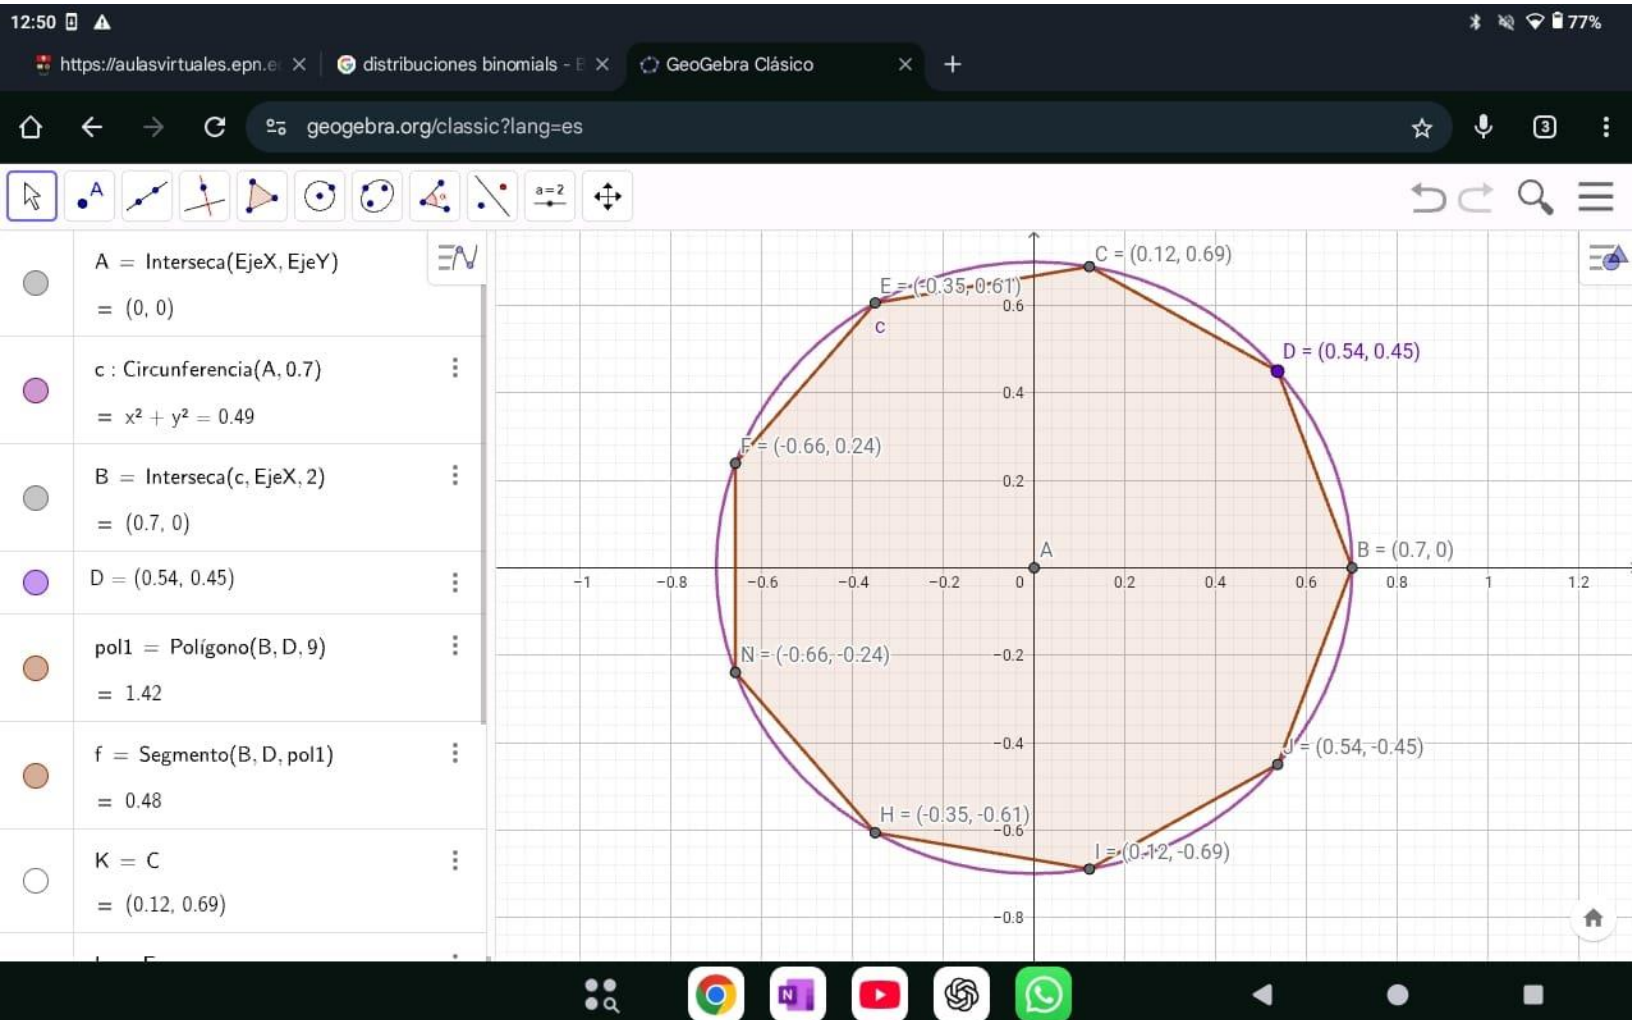 12:50
77%
https://aulasvirtuales.epn.e
distribuciones binomials -
GeoGebra Clásico
geogebra.org/classic?lang=es
3
A
α
a=2
A = Interseca(EjeX, EjeY)
= (0, 0)
c : Circunferencia(A, 0.7)
= x² + y² = 0.49
B = Interseca(c, EjeX, 2)
= (0.7, 0)
D = (0.54, 0.45)
pol1 = Polígono(B, D, 9)
= 1.42
f = Segmento(B, D, pol1)
= 0.48
K = C
= (0.12, 0.69)
C = (0.12, 0.69)
E = (-0.35, 0.61)
0.6
c
D = (0.54, 0.45)
0.4
F = (-0.66, 0.24)
0.2
A
B = (0.7, 0)
−1 −0.8 −0.6 −0.4 −0.2 0 0.2 0.4 0.6 0.8 1 1.2
N = (-0.66, -0.24)
−0.2
−0.4
J = (0.54, -0.45)
H = (-0.35, -0.61)
−0.6
I = (0.12, -0.69)
−0.8
N